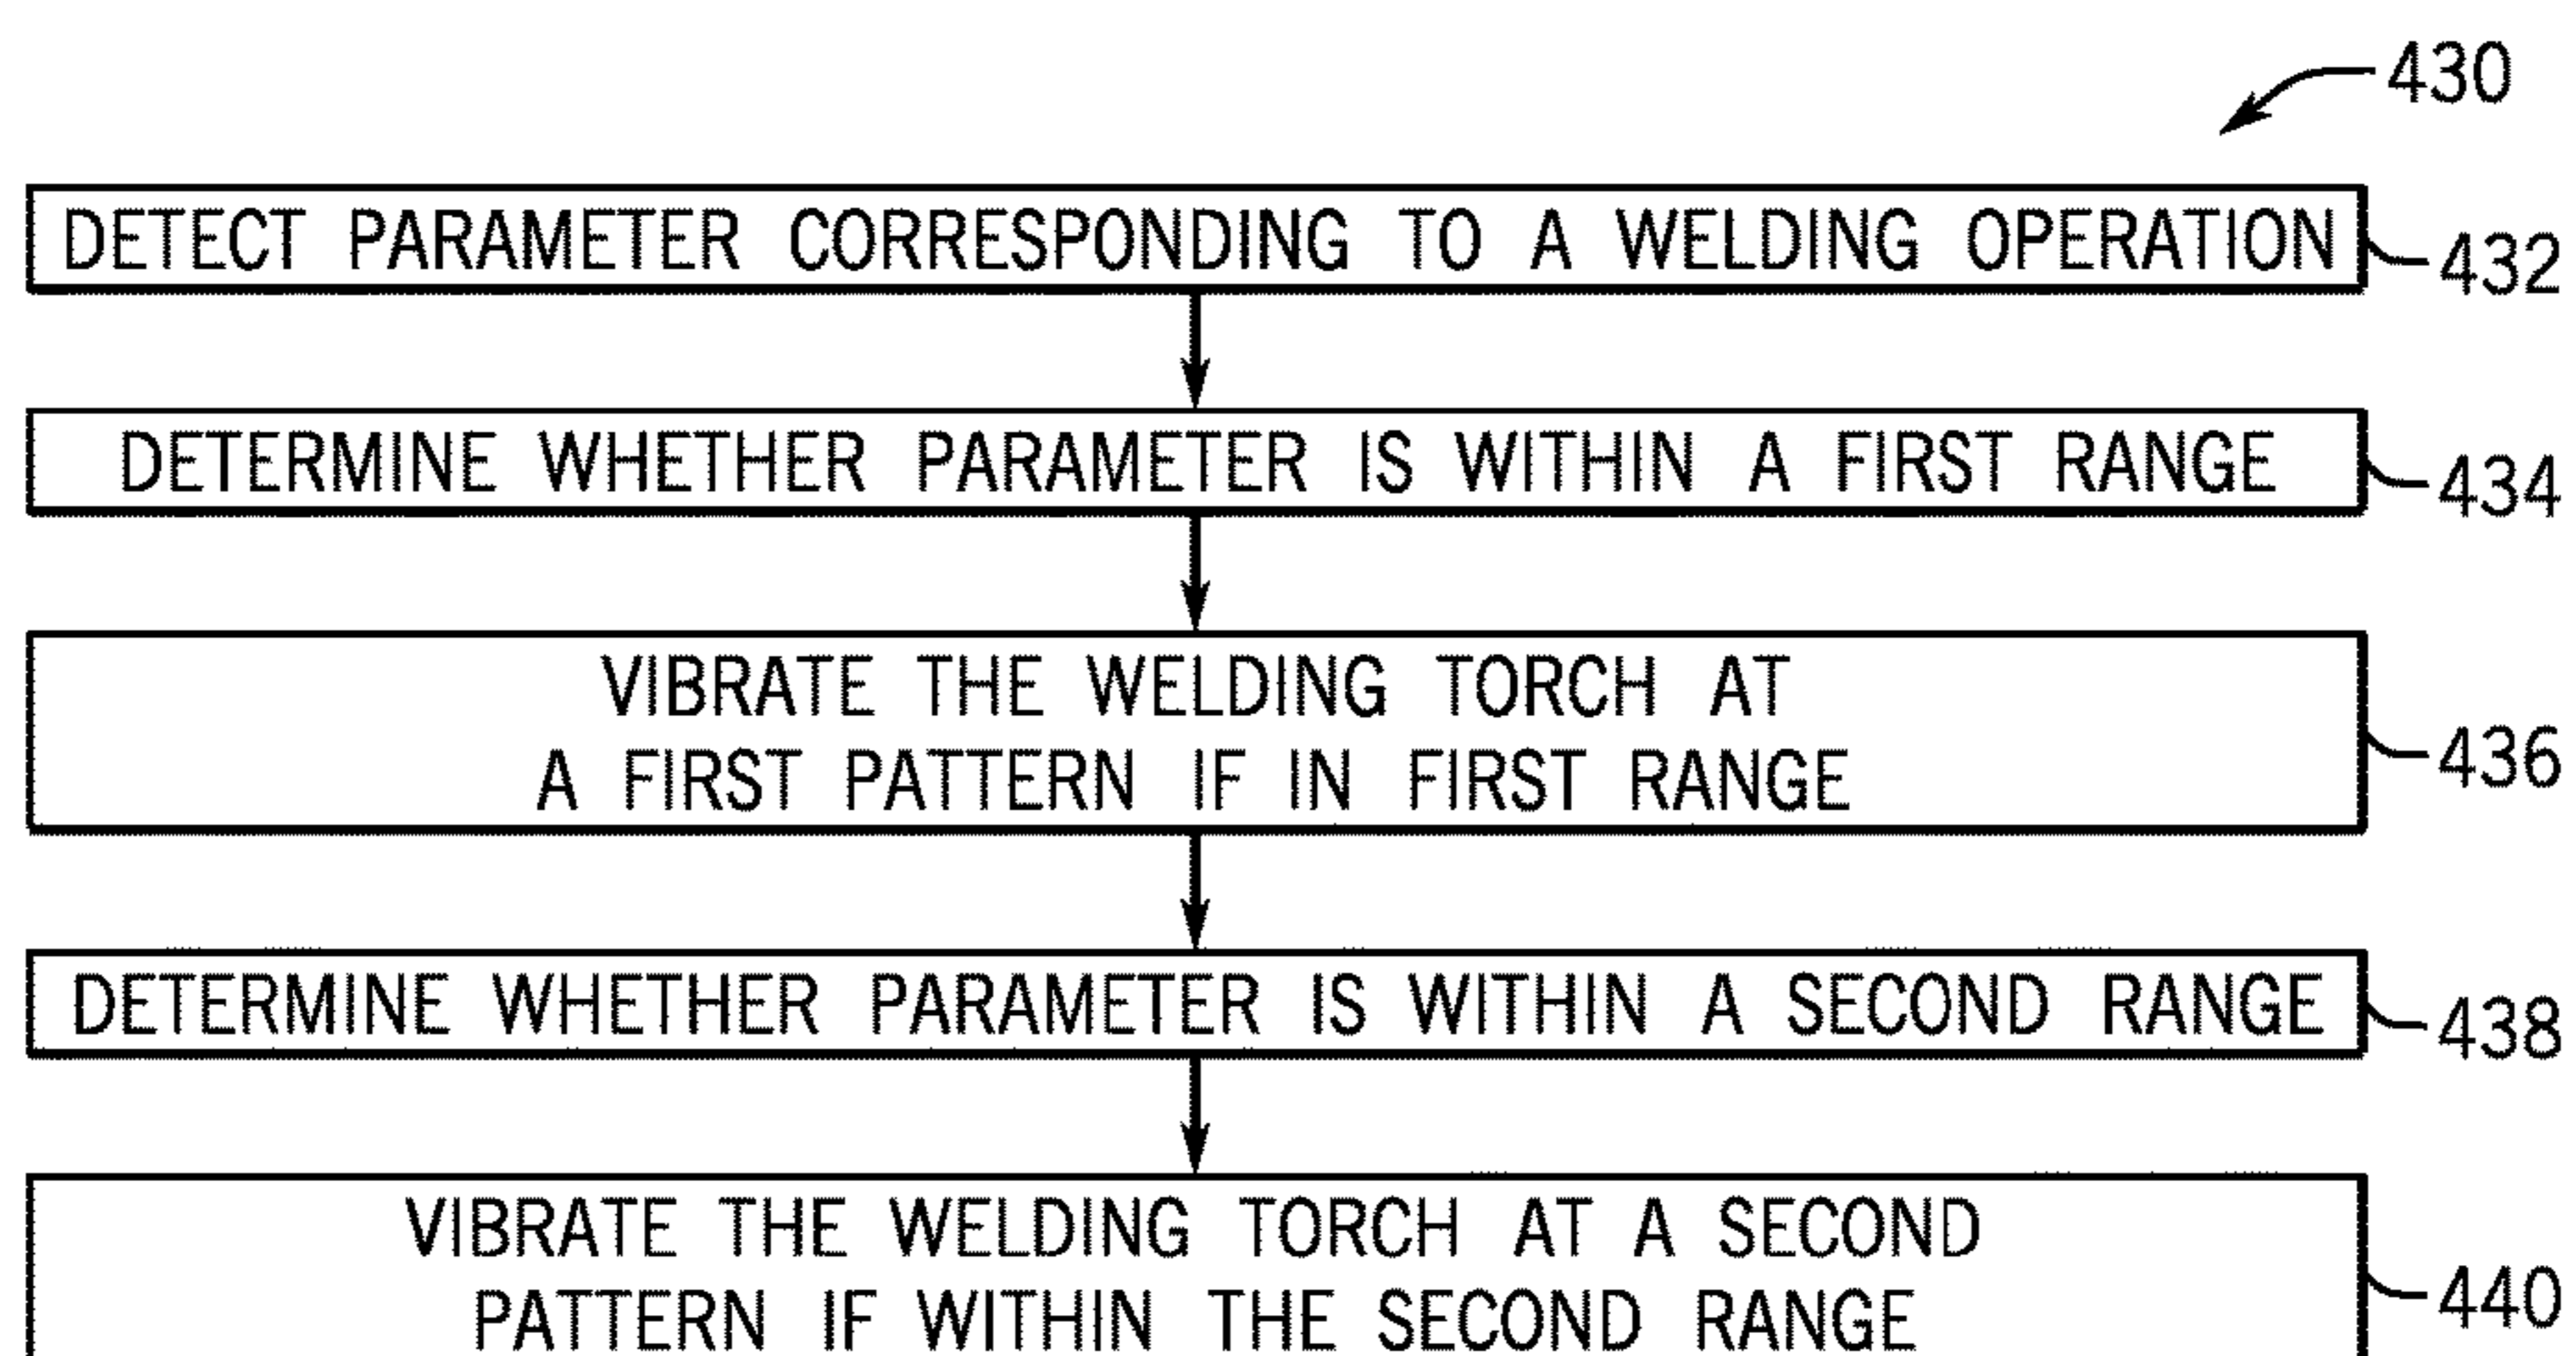 430
DETECT PARAMETER CORRESPONDING TO A WELDING OPERATION
432
DETERMINE WHETHER PARAMETER IS WITHIN A FIRST RANGE
434
VIBRATE THE WELDING TORCH AT
A FIRST PATTERN IF IN FIRST RANGE
436
DETERMINE WHETHER PARAMETER IS WITHIN A SECOND RANGE
438
VIBRATE THE WELDING TORCH AT A SECOND
PATTERN IF WITHIN THE SECOND RANGE
440